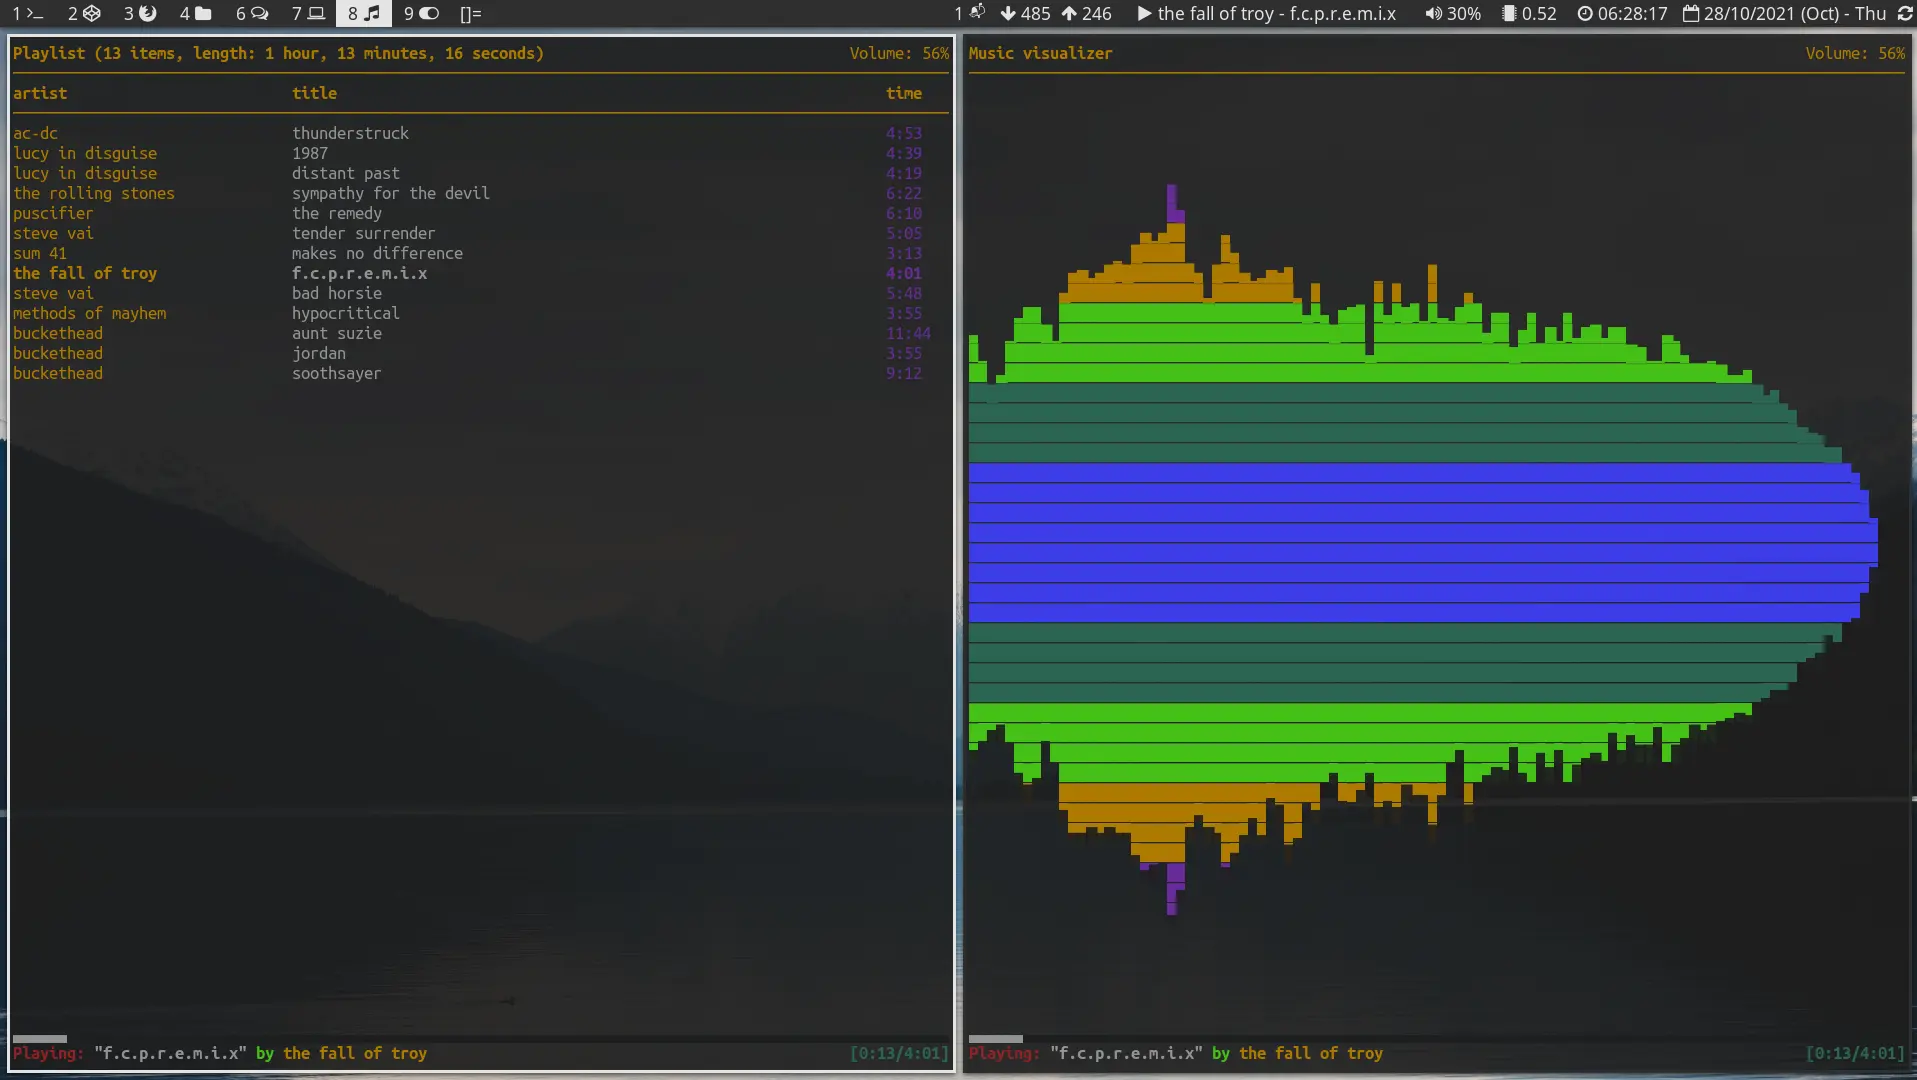 1 2 3 4 6 7 8 9 []= 1 485 246 the fall of troy - f.c.p.r.e.m.i.x 30% 0.52 06:28:17 28/10/2021 (Oct) - Thu
Playlist (13 items, length: 1 hour, 13 minutes, 16 seconds) Volume: 56%
artist title time
ac-dc thunderstruck 4:53
lucy in disguise 1987 4:39
lucy in disguise distant past 4:19
the rolling stones sympathy for the devil 6:22
puscifier the remedy 6:10
steve vai tender surrender 5:05
sum 41 makes no difference 3:13
the fall of troy f.c.p.r.e.m.i.x 4:01
steve vai bad horsie 5:48
methods of mayhem hypocritical 3:55
buckethead aunt suzie 11:44
buckethead jordan 3:55
buckethead soothsayer 9:12
Playing: "f.c.p.r.e.m.i.x" by the fall of troy [0:13/4:01]
Music visualizer Volume: 56%
Playing: "f.c.p.r.e.m.i.x" by the fall of troy [0:13/4:01]